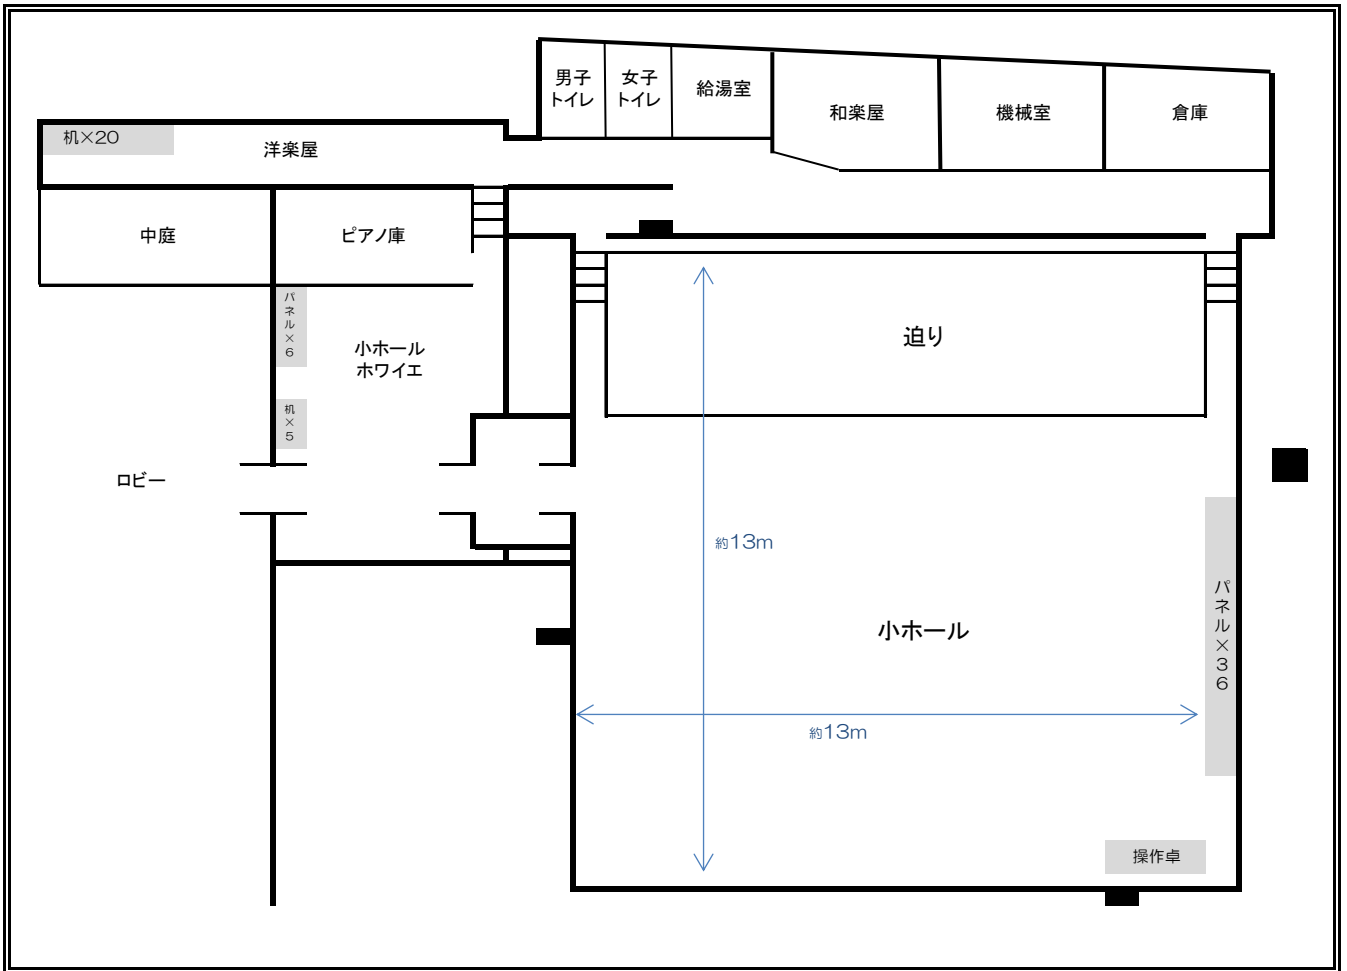 男子
トイレ
女子
トイレ
給湯室
和楽屋
機械室
倉庫
机×20
洋楽屋
中庭
ピアノ庫
パネル×6
小ホール
ホワイエ
机×5
迫り
ロビー
約13m
パネル×36
小ホール
約13m
操作卓